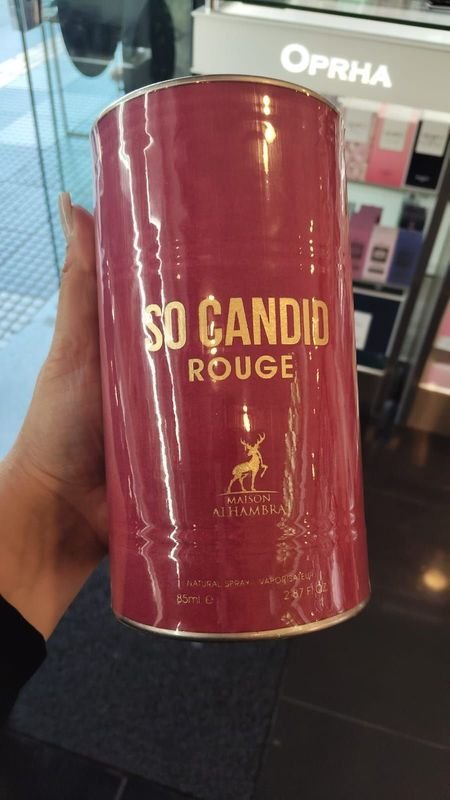 OPRHA
SO CANDID
ROUGE
MAISON
ALHAMBRA
NATURAL SPRAY VAPORISATEUR
85ml e 2.87 Fl OZ